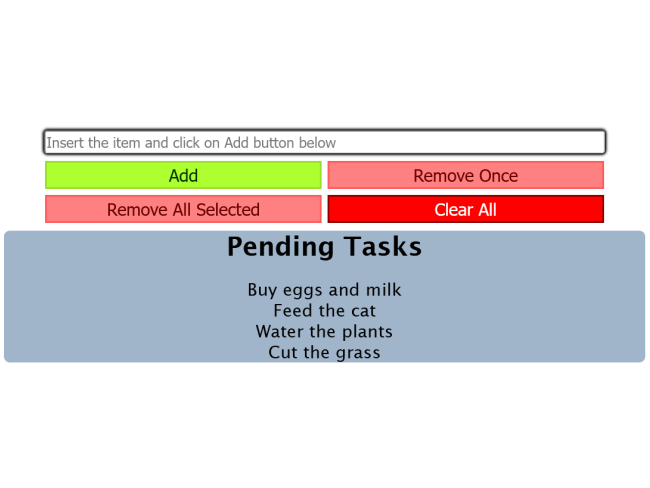 Insert the item and click on Add button below
Add
Remove Once
Remove All Selected
Clear All
Pending Tasks
Buy eggs and milk
Feed the cat
Water the plants
Cut the grass